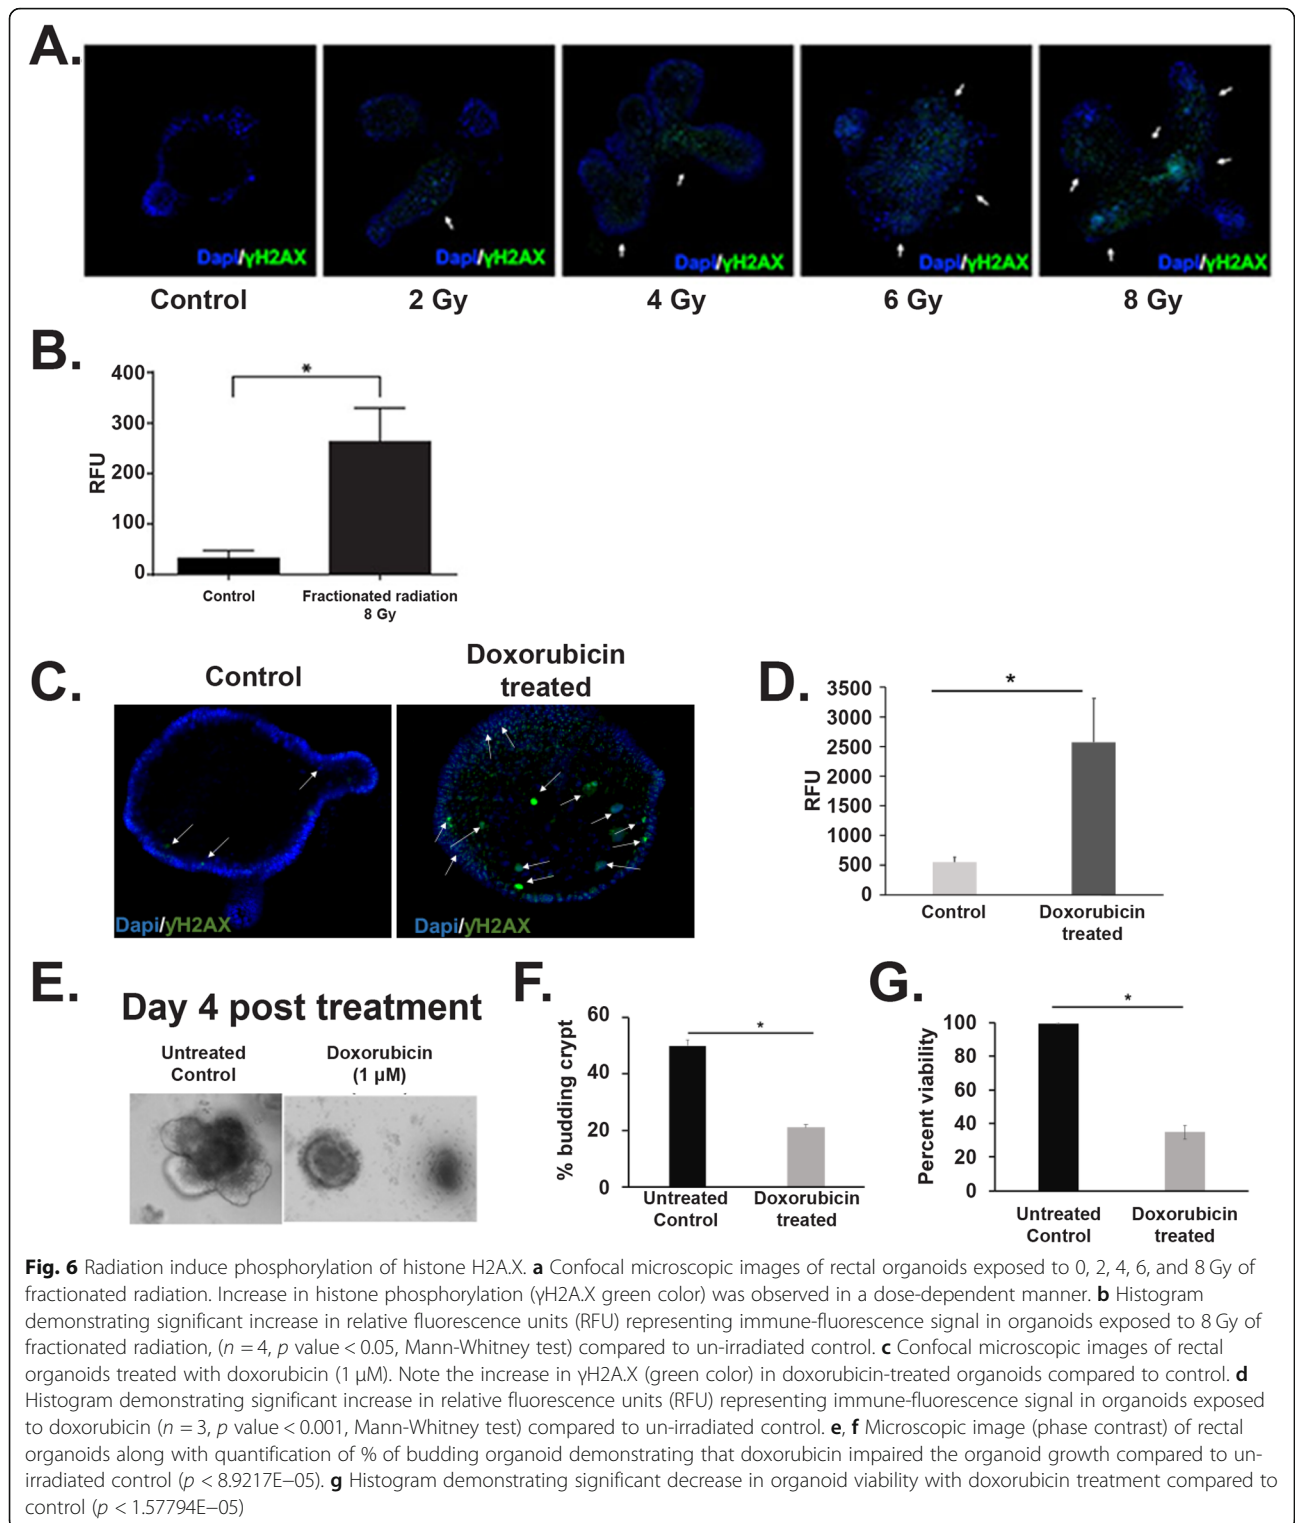 A.
Dapi/γH2AX
Dapi/γH2AX
Dapi/γH2AX
Dapi/γH2AX
Dapi/γH2AX
Control
2 Gy
4 Gy
6 Gy
8 Gy
B.
400
300
200
100
0
RFU
*
Control
Fractionated radiation
8 Gy
C.
Control
Doxorubicin
treated
Dapi/γH2AX
Dapi/γH2AX
D.
3500
3000
2500
2000
1500
1000
500
0
RFU
*
Control
Doxorubicin
treated
E.
Day 4 post treatment
Untreated
Control
Doxorubicin
(1 μM)
F.
60
40
20
0
% budding crypt
*
Untreated
Control
Doxorubicin
treated
G.
100
80
60
40
20
0
Percent viability
*
Untreated
Control
Doxorubicin
treated
Fig. 6 Radiation induce phosphorylation of histone H2A.X. a Confocal microscopic images of rectal organoids exposed to 0, 2, 4, 6, and 8 Gy of
fractionated radiation. Increase in histone phosphorylation (γH2A.X green color) was observed in a dose-dependent manner. b Histogram
demonstrating significant increase in relative fluorescence units (RFU) representing immune-fluorescence signal in organoids exposed to 8 Gy of
fractionated radiation, (n = 4, p value < 0.05, Mann-Whitney test) compared to un-irradiated control. c Confocal microscopic images of rectal
organoids treated with doxorubicin (1 μM). Note the increase in γH2A.X (green color) in doxorubicin-treated organoids compared to control. d
Histogram demonstrating significant increase in relative fluorescence units (RFU) representing immune-fluorescence signal in organoids exposed
to doxorubicin (n = 3, p value < 0.001, Mann-Whitney test) compared to un-irradiated control. e, f Microscopic image (phase contrast) of rectal
organoids along with quantification of % of budding organoid demonstrating that doxorubicin impaired the organoid growth compared to un-
irradiated control (p < 8.9217E−05). g Histogram demonstrating significant decrease in organoid viability with doxorubicin treatment compared to
control (p < 1.57794E−05)